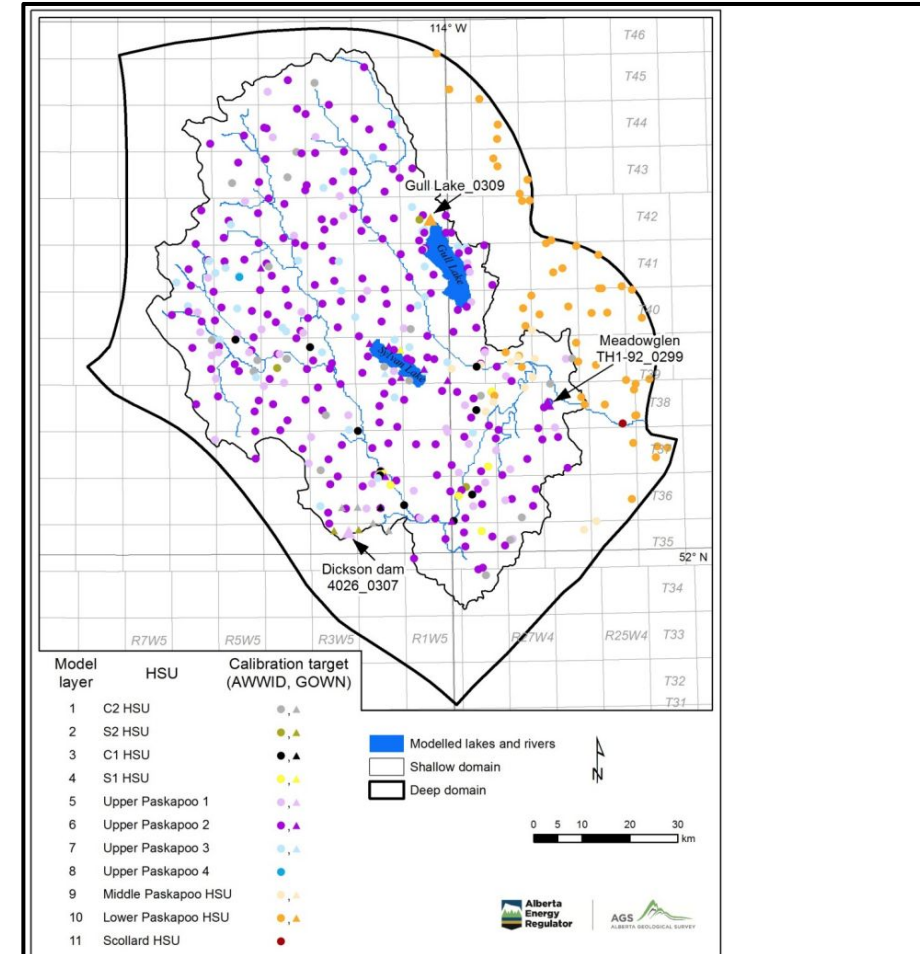 114° W
T46
T45
T44
T43
Gull Lake_0309
T42
Gull Lake
T41
T40
Meadowglen
TH1-92_0299
Sylvan Lake
T39
T38
T37
T36
T35
52° N
Dickson dam
4026_0307
T34
R7W5 R5W5 R3W5 R1W5 R27W4 R25W4 T33
T32
T31
Model layer HSU Calibration target (AWWID, GOWN)
1 C2 HSU
2 S2 HSU
3 C1 HSU
4 S1 HSU
5 Upper Paskapoo 1
6 Upper Paskapoo 2
7 Upper Paskapoo 3
8 Upper Paskapoo 4
9 Middle Paskapoo HSU
10 Lower Paskapoo HSU
11 Scollard HSU
Modelled lakes and rivers
Shallow domain
Deep domain
N
0 5 10 20 30
km
Alberta
Energy
Regulator
AGS
ALBERTA GEOLOGICAL SURVEY